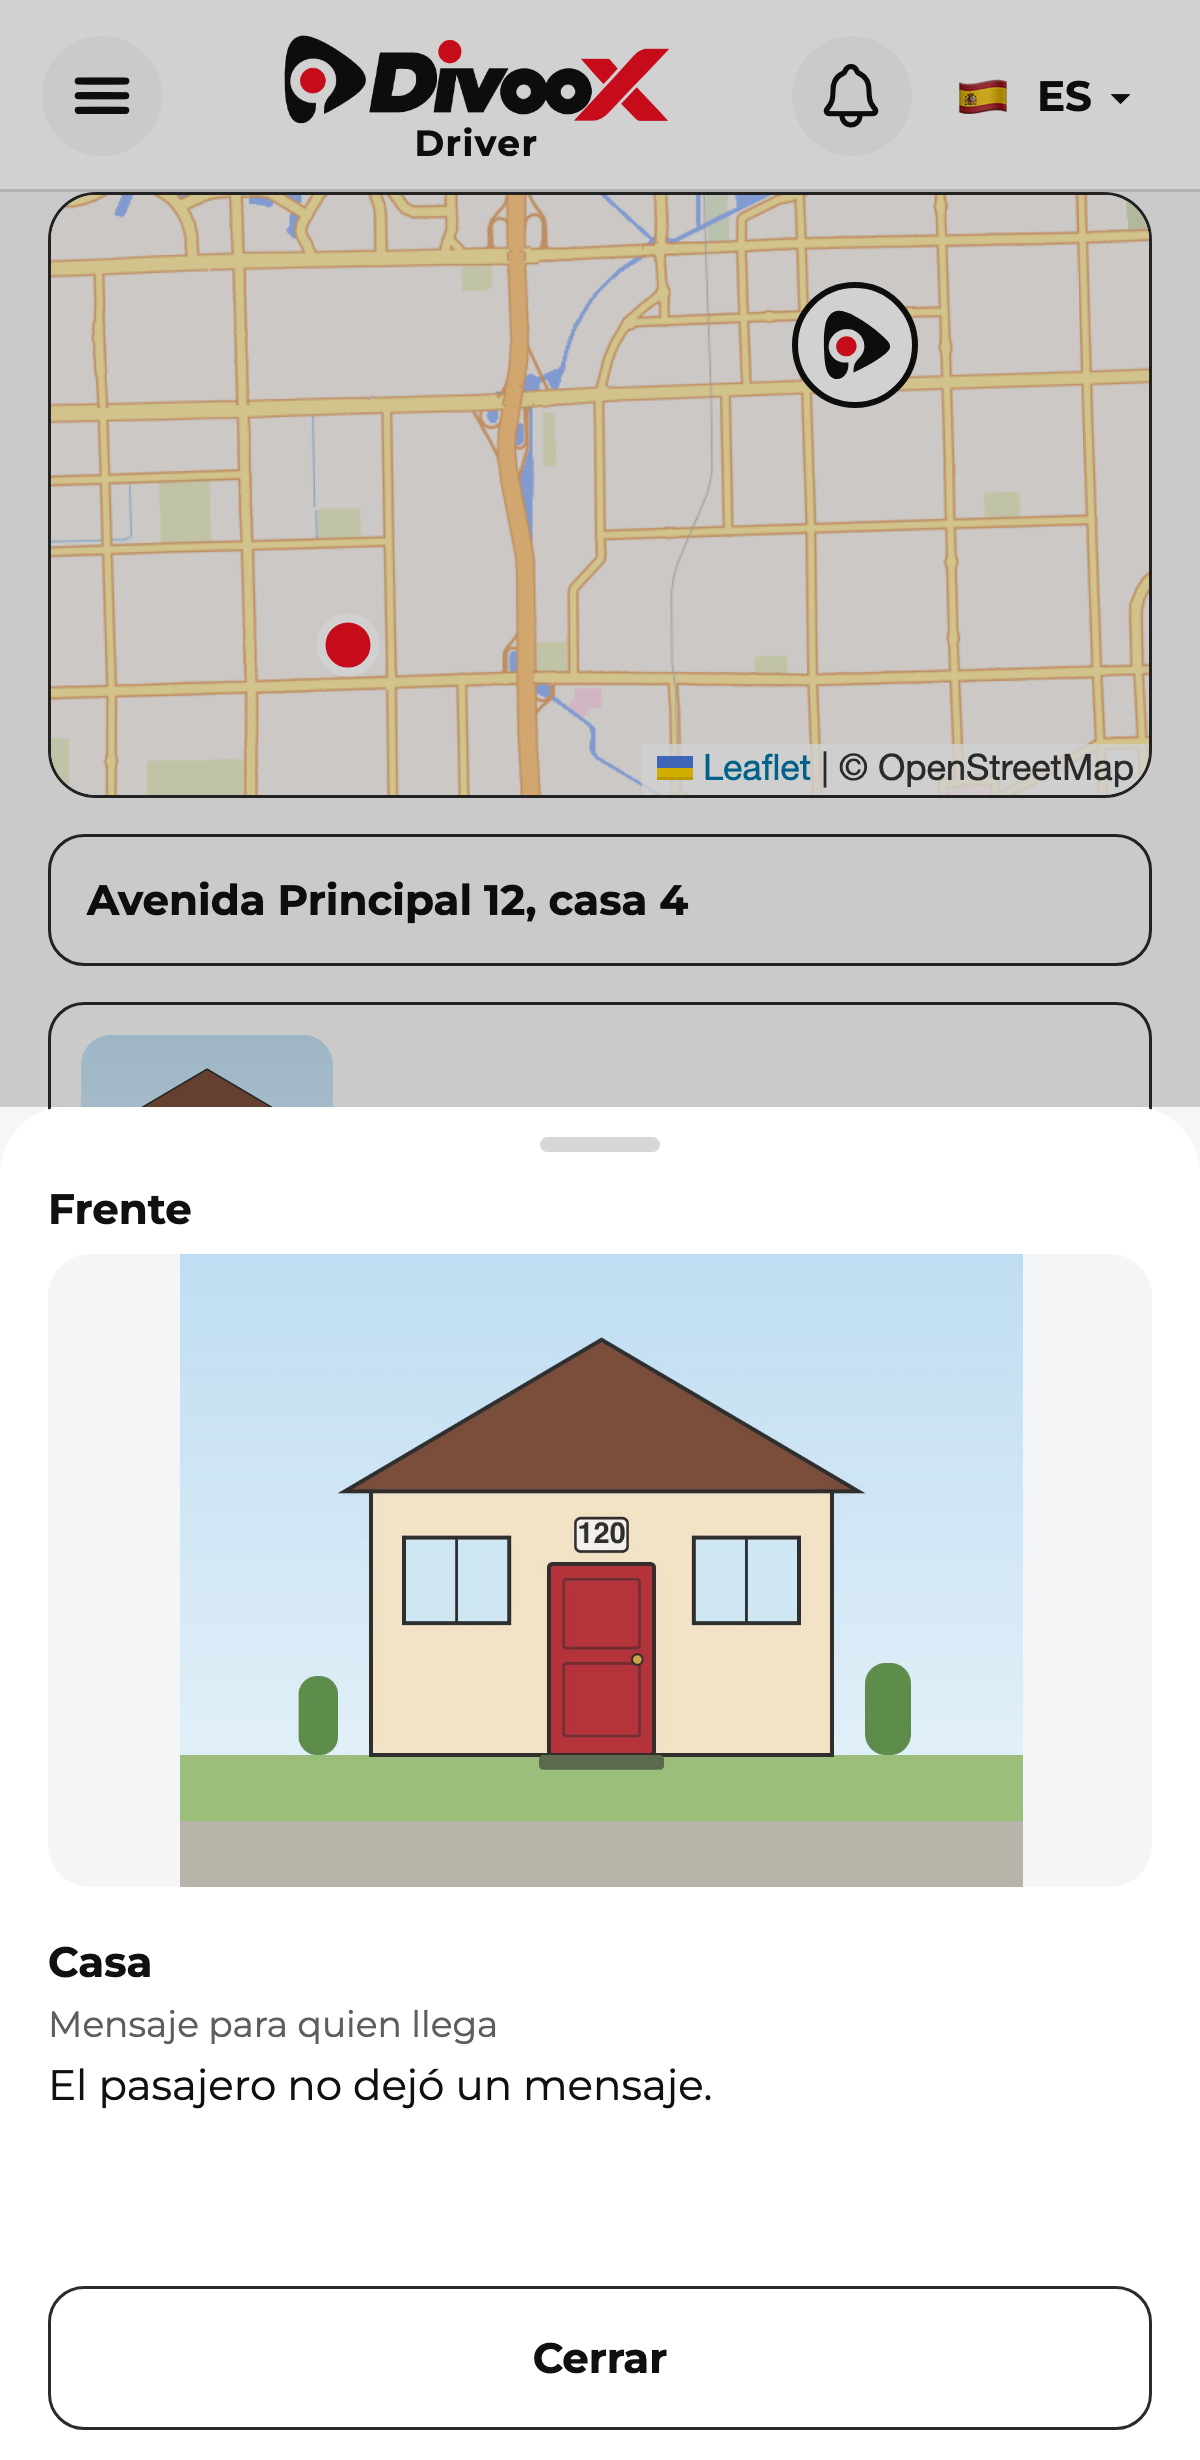 DivooX
Driver
ES
Leaflet | © OpenStreetMap
Avenida Principal 12, casa 4
Frente
120
Casa
Mensaje para quien llega
El pasajero no dejó un mensaje.
Cerrar